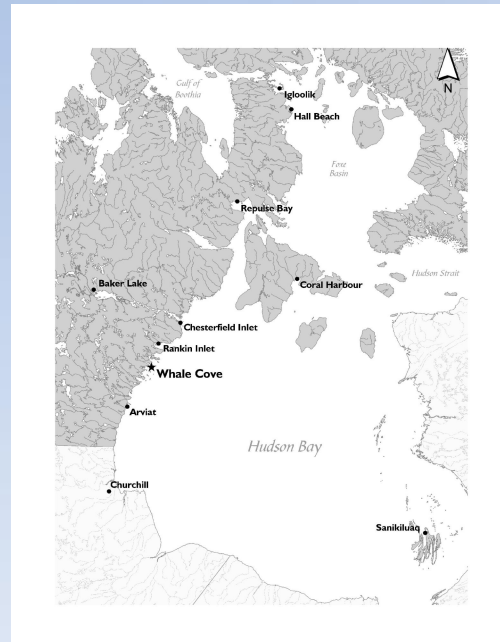 N
Gulf of
Boothia
Igloolik
Hall Beach
Foxe
Basin
Repulse Bay
Hudson Strait
Coral Harbour
Baker Lake
Chesterfield Inlet
Rankin Inlet
Whale Cove
Arviat
Hudson Bay
Churchill
Sanikiluaq